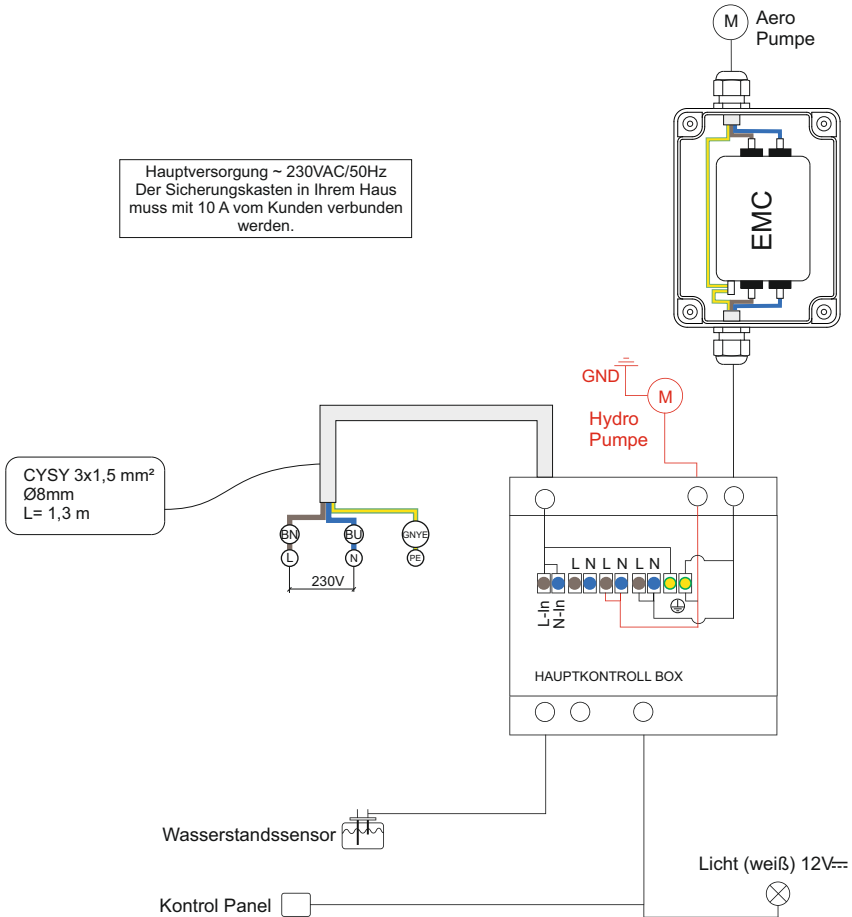 M
Aero
Pumpe
Hauptversorgung ~ 230VAC/50Hz
Der Sicherungskasten in Ihrem Haus
muss mit 10 A vom Kunden verbunden
werden.
EMC
GND
M
Hydro
Pumpe
CYSY 3x1,5 mm²
Ø8mm
L= 1,3 m
BN
BU
GNYE
L
N
PE
230V
L N L N L N
L-In
N-In
HAUPTKONTROLL BOX
Wasserstandssensor
Licht (weiß) 12V⎓
Kontrol Panel